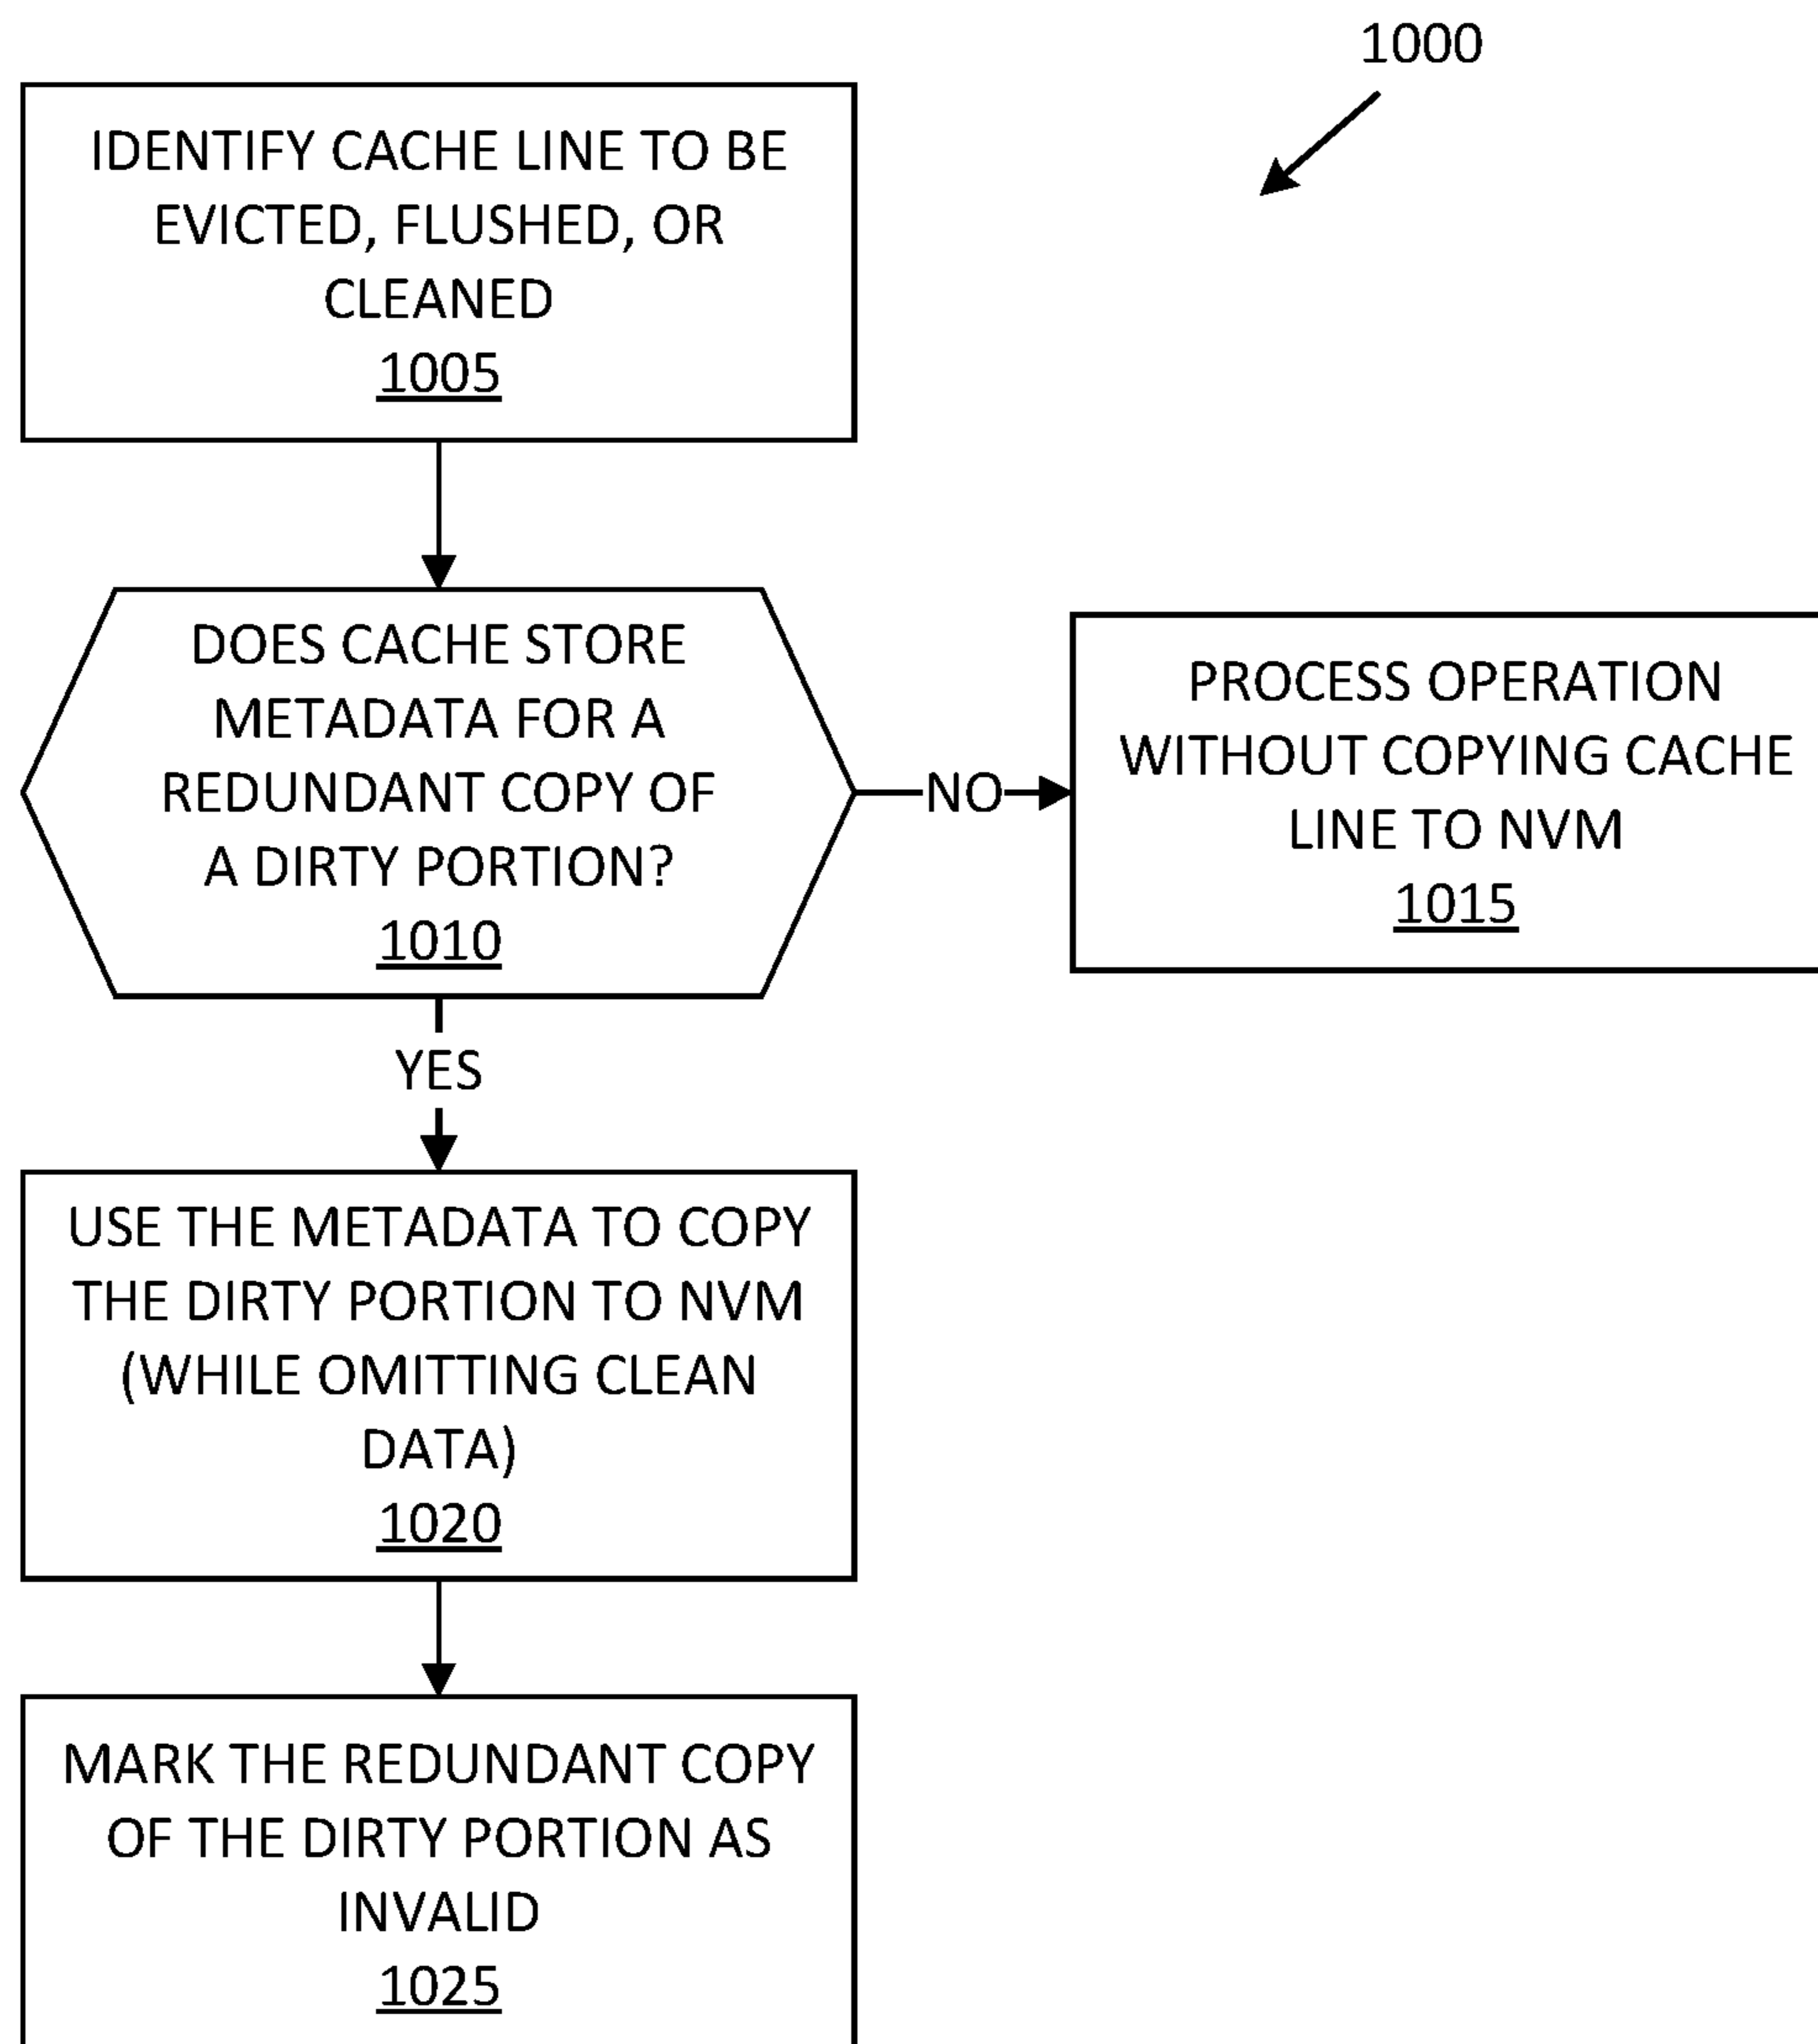 1000
IDENTIFY CACHE LINE TO BE
EVICTED, FLUSHED, OR
CLEANED
1005
DOES CACHE STORE
METADATA FOR A
REDUNDANT COPY OF
A DIRTY PORTION?
1010
NO
PROCESS OPERATION
WITHOUT COPYING CACHE
LINE TO NVM
1015
YES
USE THE METADATA TO COPY
THE DIRTY PORTION TO NVM
(WHILE OMITTING CLEAN
DATA)
1020
MARK THE REDUNDANT COPY
OF THE DIRTY PORTION AS
INVALID
1025